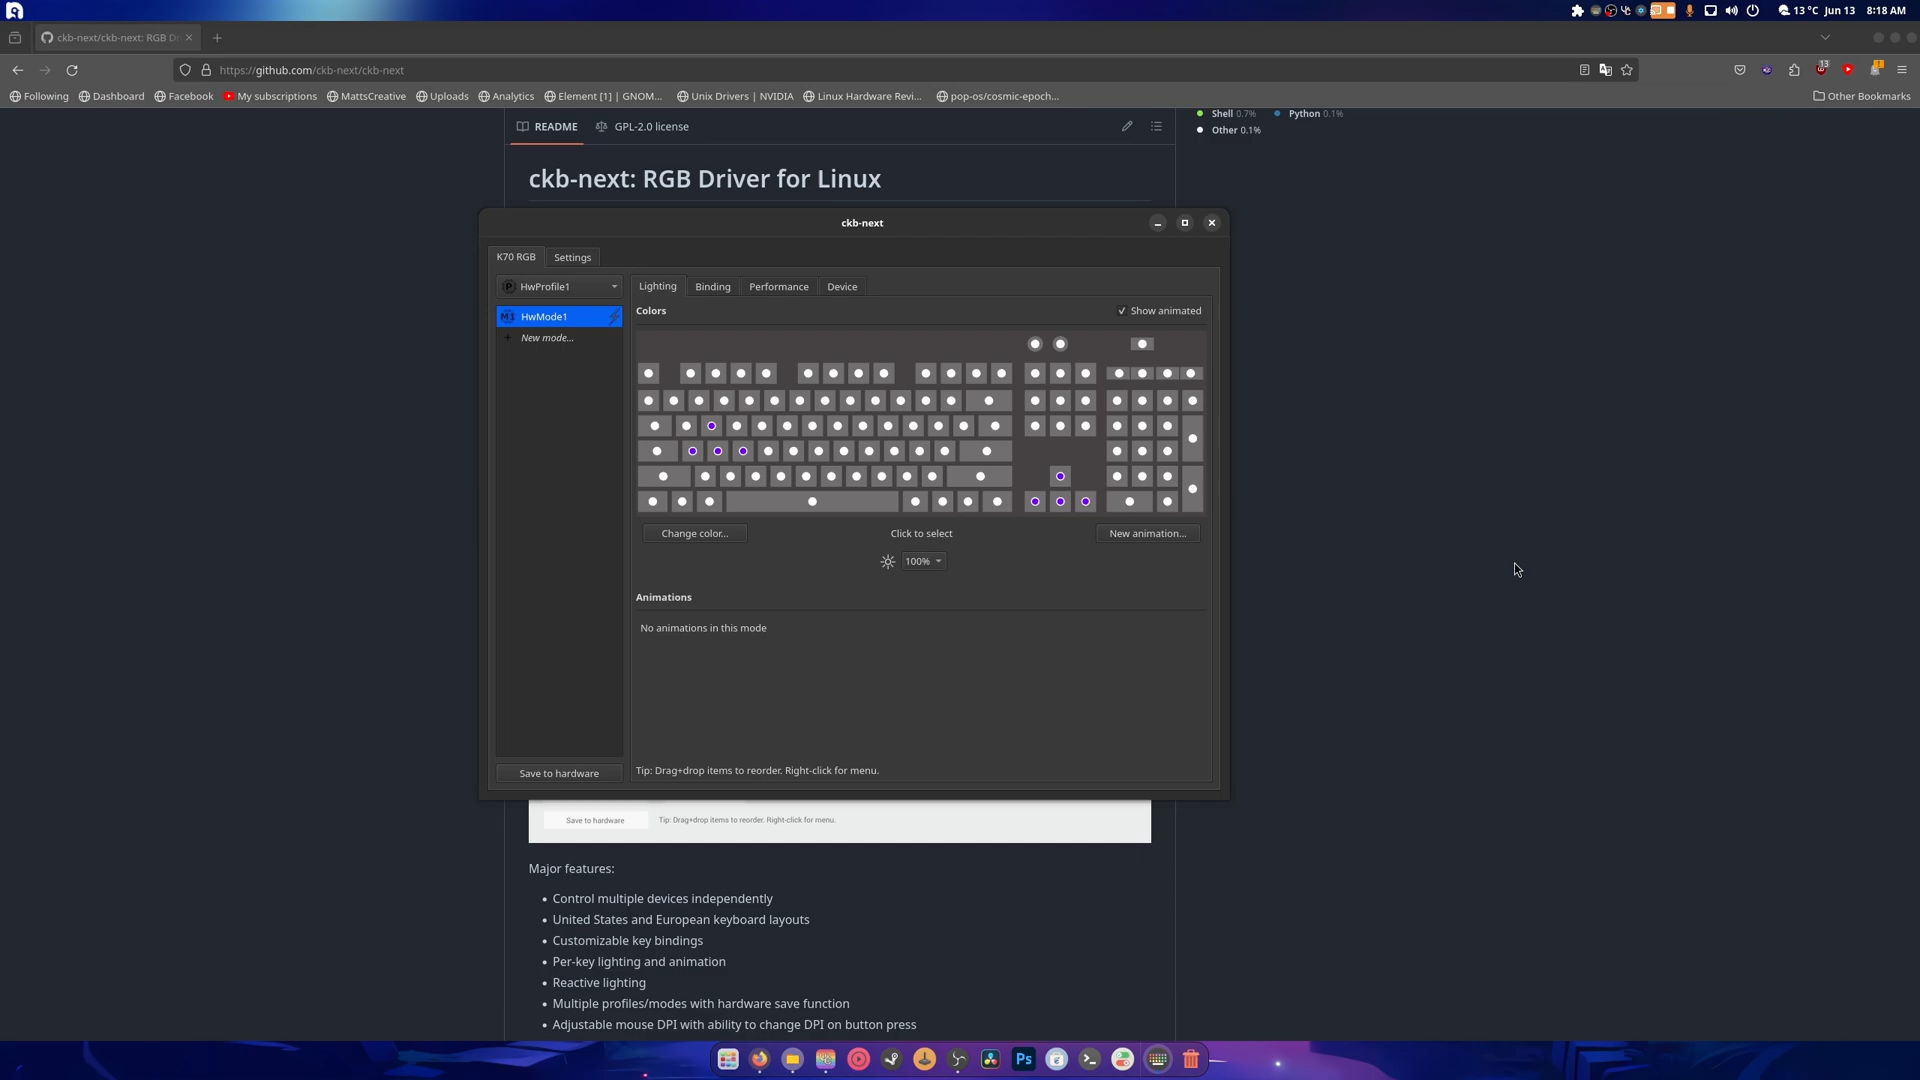 13 °C Jun 13 8:18 AM
ckb-next/ckb-next: RGB Dr
https://github.com/ckb-next/ckb-next
13
Following Dashboard Facebook My subscriptions MattsCreative Uploads Analytics Element [1] | GNOM... Unix Drivers | NVIDIA Linux Hardware Revi... pop-os/cosmic-epoch... Other Bookmarks
README GPL-2.0 license
Shell 0.7% Python 0.1%
Other 0.1%
ckb-next: RGB Driver for Linux
ckb-next
K70 RGB Settings
HwProfile1
Lighting Binding Performance Device
Colors
Show animated
M1 HwMode1
New mode...
Change color...
Click to select
New animation...
100%
Animations
No animations in this mode
Save to hardware
Tip: Drag+drop items to reorder. Right-click for menu.
Save to hardware
Tip: Drag+drop items to reorder. Right-click for menu.
Major features:
• Control multiple devices independently
• United States and European keyboard layouts
• Customizable key bindings
• Per-key lighting and animation
• Reactive lighting
• Multiple profiles/modes with hardware save function
• Adjustable mouse DPI with ability to change DPI on button press
Ps